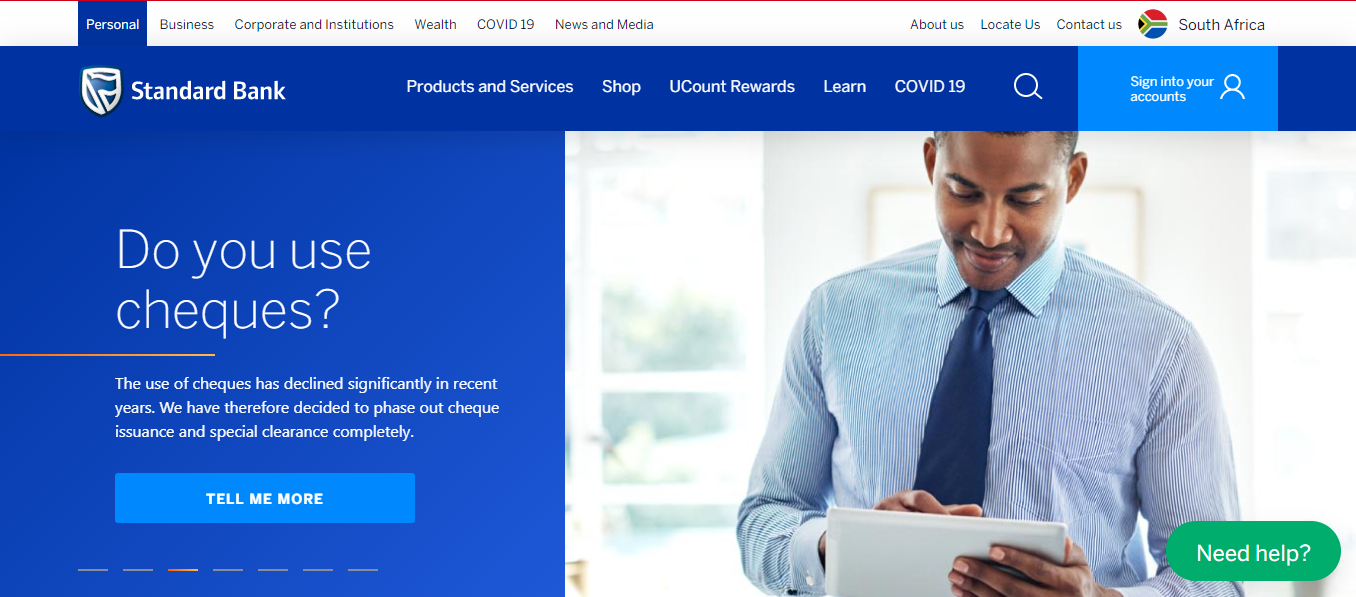 Personal Business Corporate and Institutions Wealth COVID 19 News and Media About us Locate Us Contact us South Africa
Standard Bank Products and Services Shop UCount Rewards Learn COVID 19 Sign into your
accounts
Do you use
cheques?
The use of cheques has declined significantly in recent
years. We have therefore decided to phase out cheque
issuance and special clearance completely.
TELL ME MORE
Need help?